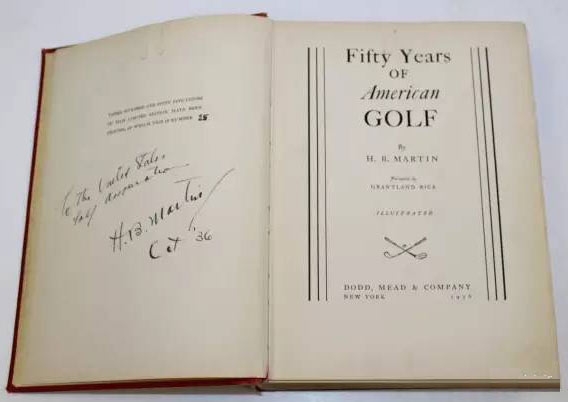 THREE HUNDRED AND FIFTY FIVE COPIES
OF THIS LIMITED EDITION HAVE BEEN
PRINTED OF WHICH THIS IS NUMBER 25
To the United States
Golf Association
H.B. Martin
Oct '36
Fifty Years
OF
American
GOLF
By
H. B. MARTIN
Foreword by
GRANTLAND RICE
ILLUSTRATED
DODD, MEAD & COMPANY
NEW YORK 1936